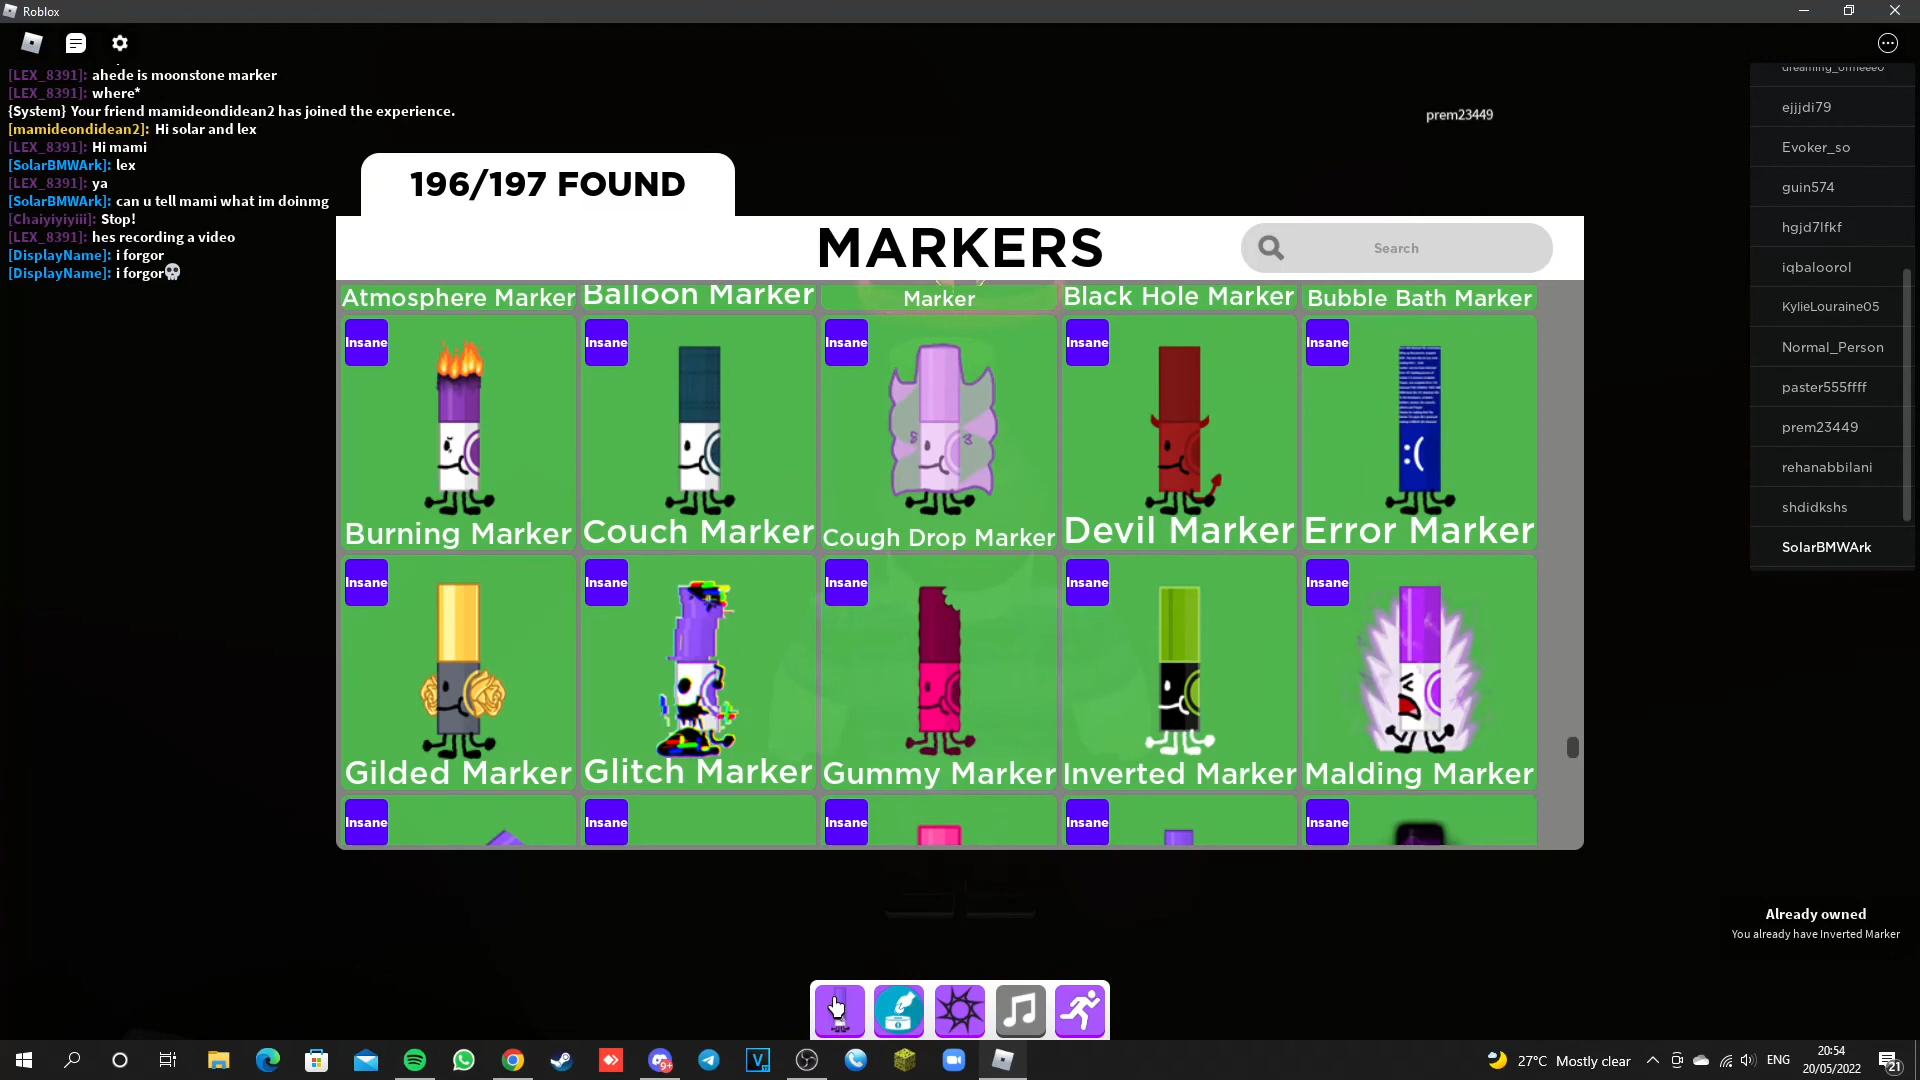 Roblox
[LEX_8391]: ahede is moonstone marker
[LEX_8391]: where*
{System} Your friend mamideondidean2 has joined the experience.
[mamideondidean2]: Hi solar and lex
[LEX_8391]: Hi mami
[SolarBMWArk]: lex
[LEX_8391]: ya
[SolarBMWArk]: can u tell mami what im doinmg
[Chaiyiyiyiii]: Stop!
[LEX_8391]: hes recording a video
[DisplayName]: i forgor
[DisplayName]: i forgor💀
prem23449
ejjjdi79
Evoker_so
guin574
hgjd7lfkf
iqbaloorol
KylieLouraine05
Normal_Person
paster555ffff
prem23449
rehanabbilani
shdidkshs
SolarBMWArk
196/197 FOUND
MARKERS
Search
Atmosphere Marker
Balloon Marker
Marker
Black Hole Marker
Bubble Bath Marker
Insane
Insane
Insane
Insane
Insane
:(
Burning Marker
Couch Marker
Cough Drop Marker
Devil Marker
Error Marker
Insane
Insane
Insane
Insane
Insane
Gilded Marker
Glitch Marker
Gummy Marker
Inverted Marker
Malding Marker
Insane
Insane
Insane
Insane
Insane
Already owned
You already have Inverted Marker
9+
V
27°C Mostly clear
ENG
20:54
20/05/2022
21